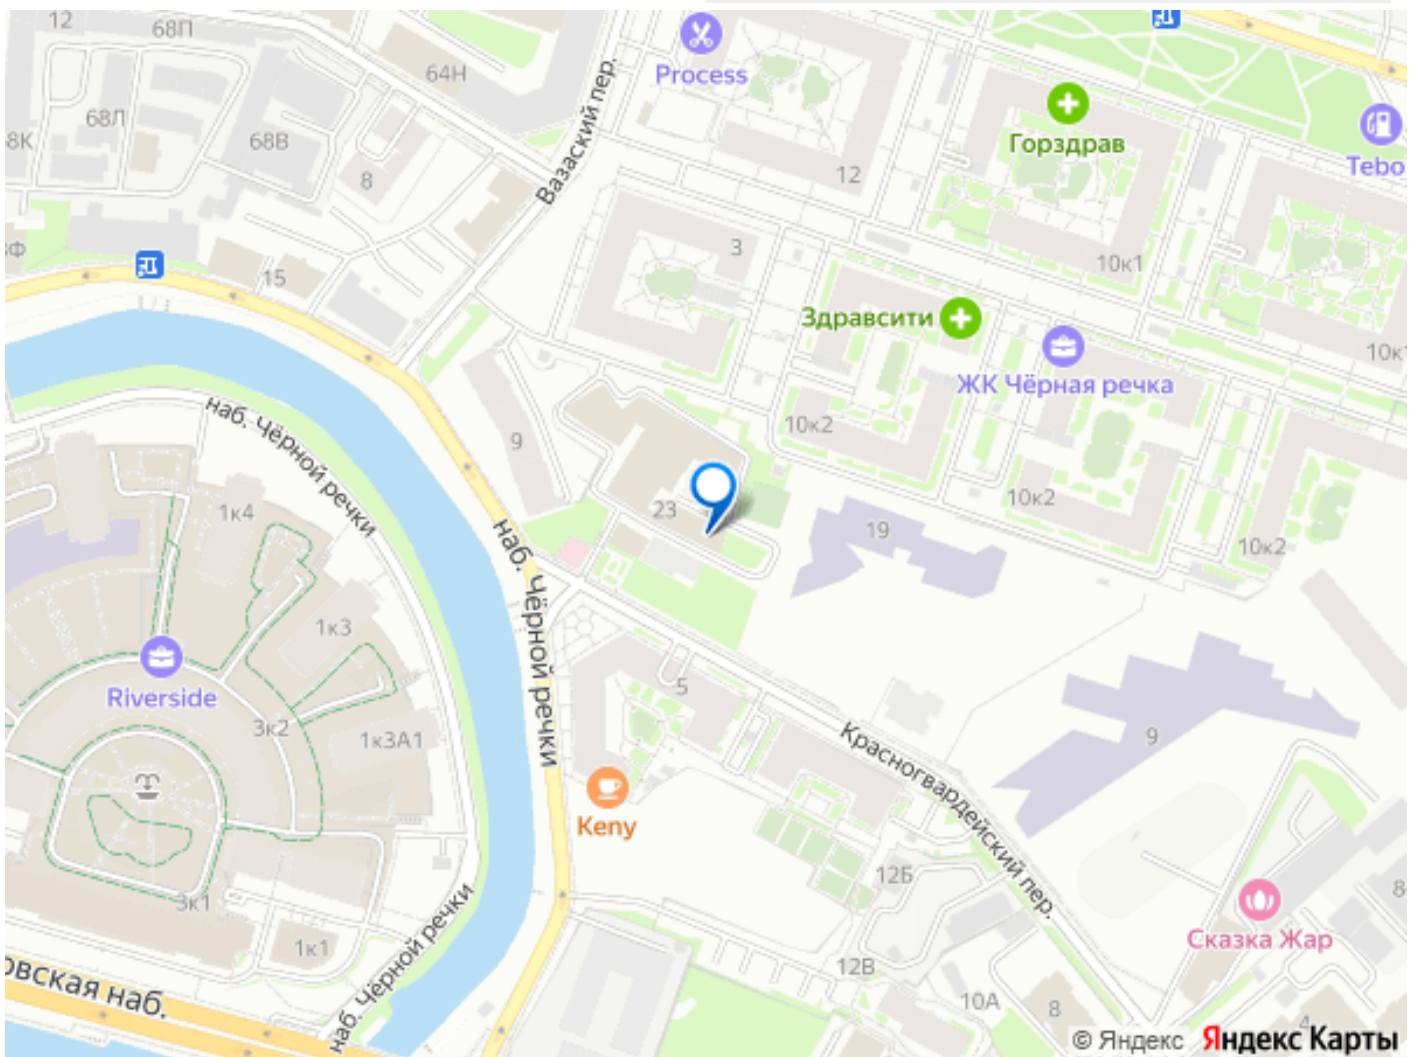 12
68П
Process
64Н
68Л
68В
Вазаский пер.
8
12
Горздрав
Tebo
3
10к1
15
Здравсити
ЖК Чёрная речка
наб. Чёрной речки
9
10к2
10к2
1к4
23
19
10к2
наб. Чёрной речки
1к3
Riverside
5
3к2
1к3А1
Красногвардейский пер.
9
Keny
12Б
3к1
1к1
наб. Чёрной речки
12В
10А
8
Сказка Жар
8
овская наб.
4
© Яндекс Яндекс Карты